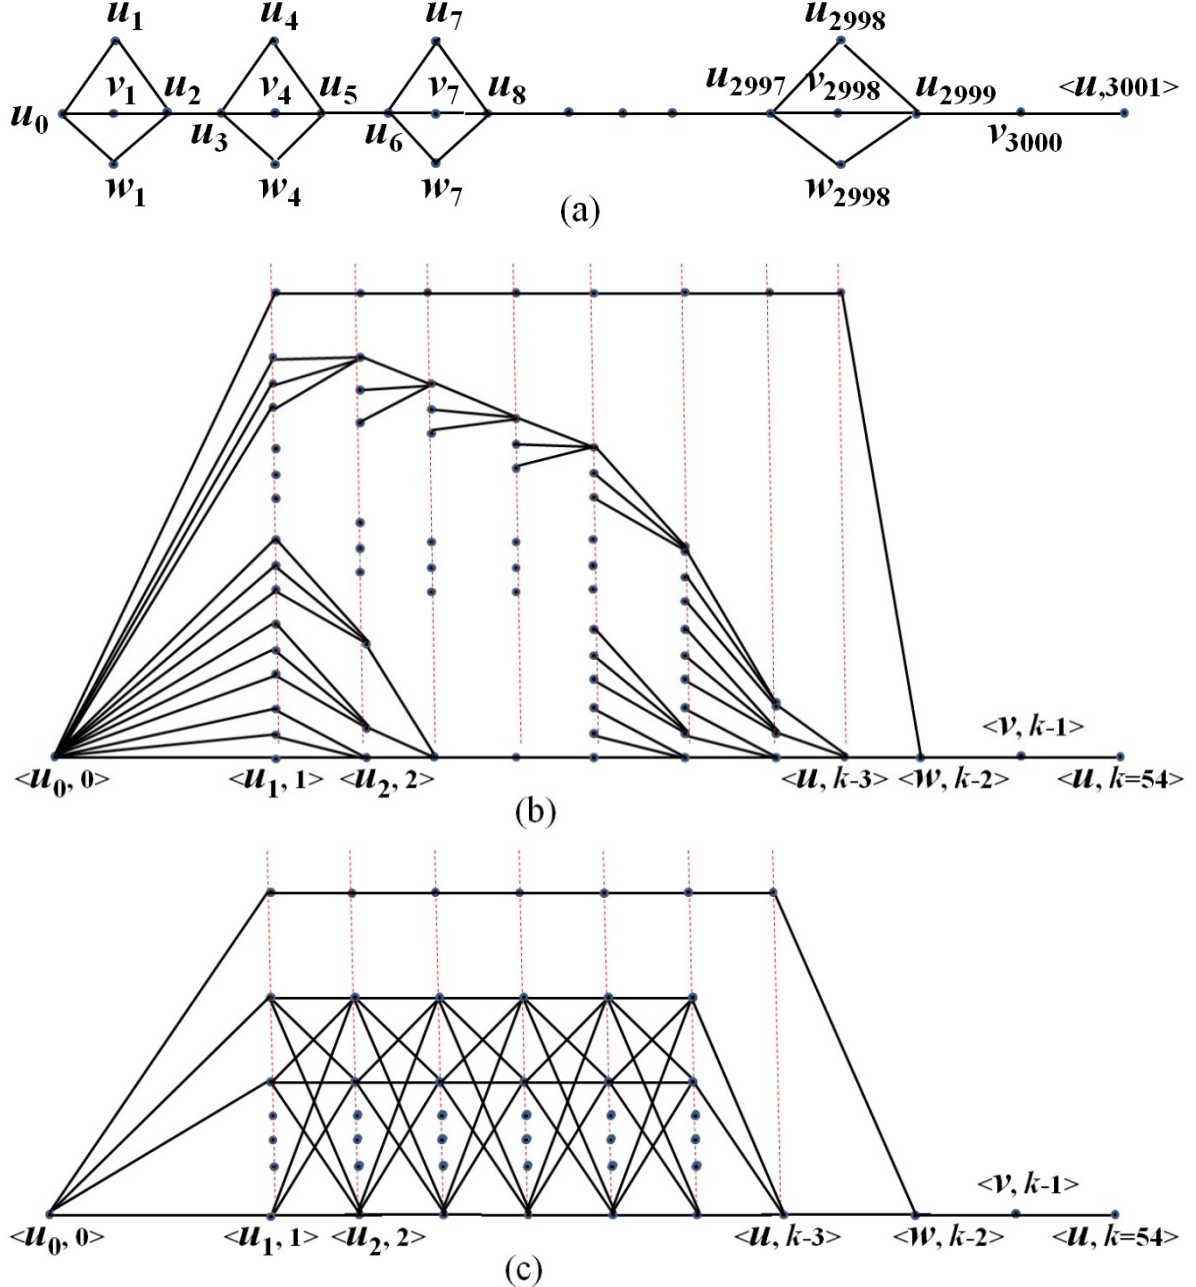 u1 u4 u7 u2998
v1 u2 v4 u5 v7 u8 u2997 v2998 u2999 <u,3001>
u0 u3 u6 v3000
w1 w4 w7 w2998
(a)
<v, k-1>
<u0, 0> <u1, 1> <u2, 2> <u, k-3> <w, k-2> <u, k=54>
(b)
<v, k-1>
<u0, 0> <u1, 1> <u2, 2> <u, k-3> <w, k-2> <u, k=54>
(c)